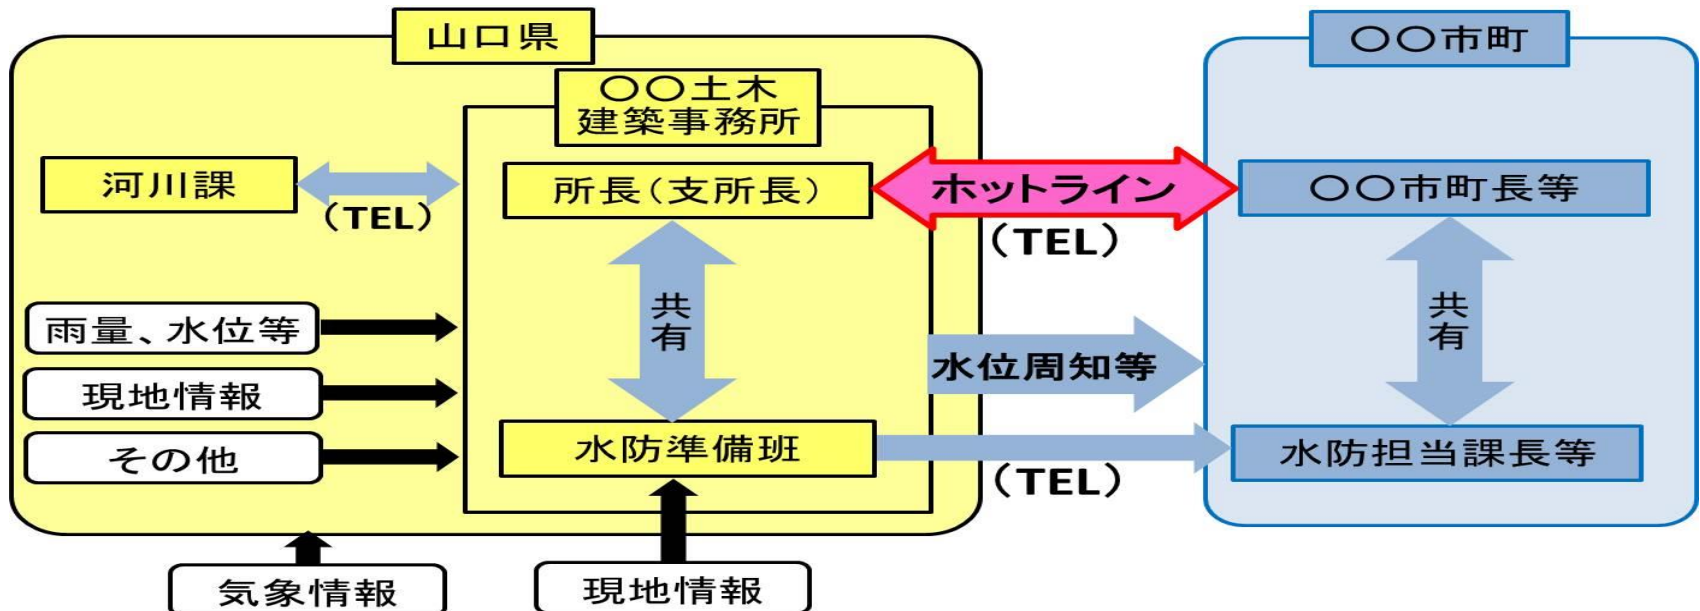 山口県
〇〇市町
〇〇土木
建築事務所
河川課
(TEL)
所長(支所長)
ホットライン
(TEL)
〇〇市町長等
雨量、水位等
現地情報
その他
共有
水位周知等
共有
水防準備班
(TEL)
水防担当課長等
気象情報
現地情報